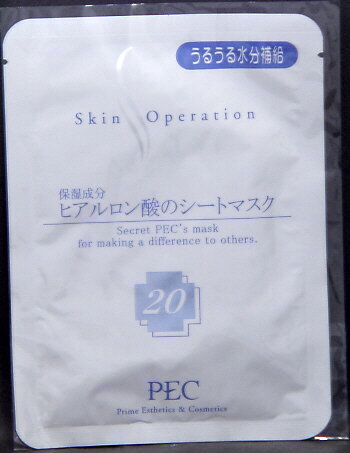 うるうる水分補給
Skin Operation
保湿成分
ヒアルロン酸のシートマスク
Secret PEC's mask
for making a difference to others.
20
PEC
Prime Esthetics & Cosmetics